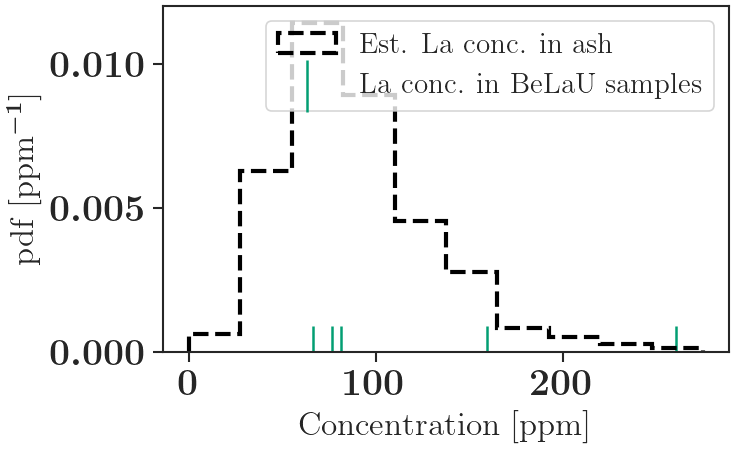 Est. La conc. in ash
La conc. in BeLaU samples
pdf [ppm⁻¹]
0.010
0.005
0.000
0
100
200
Concentration [ppm]